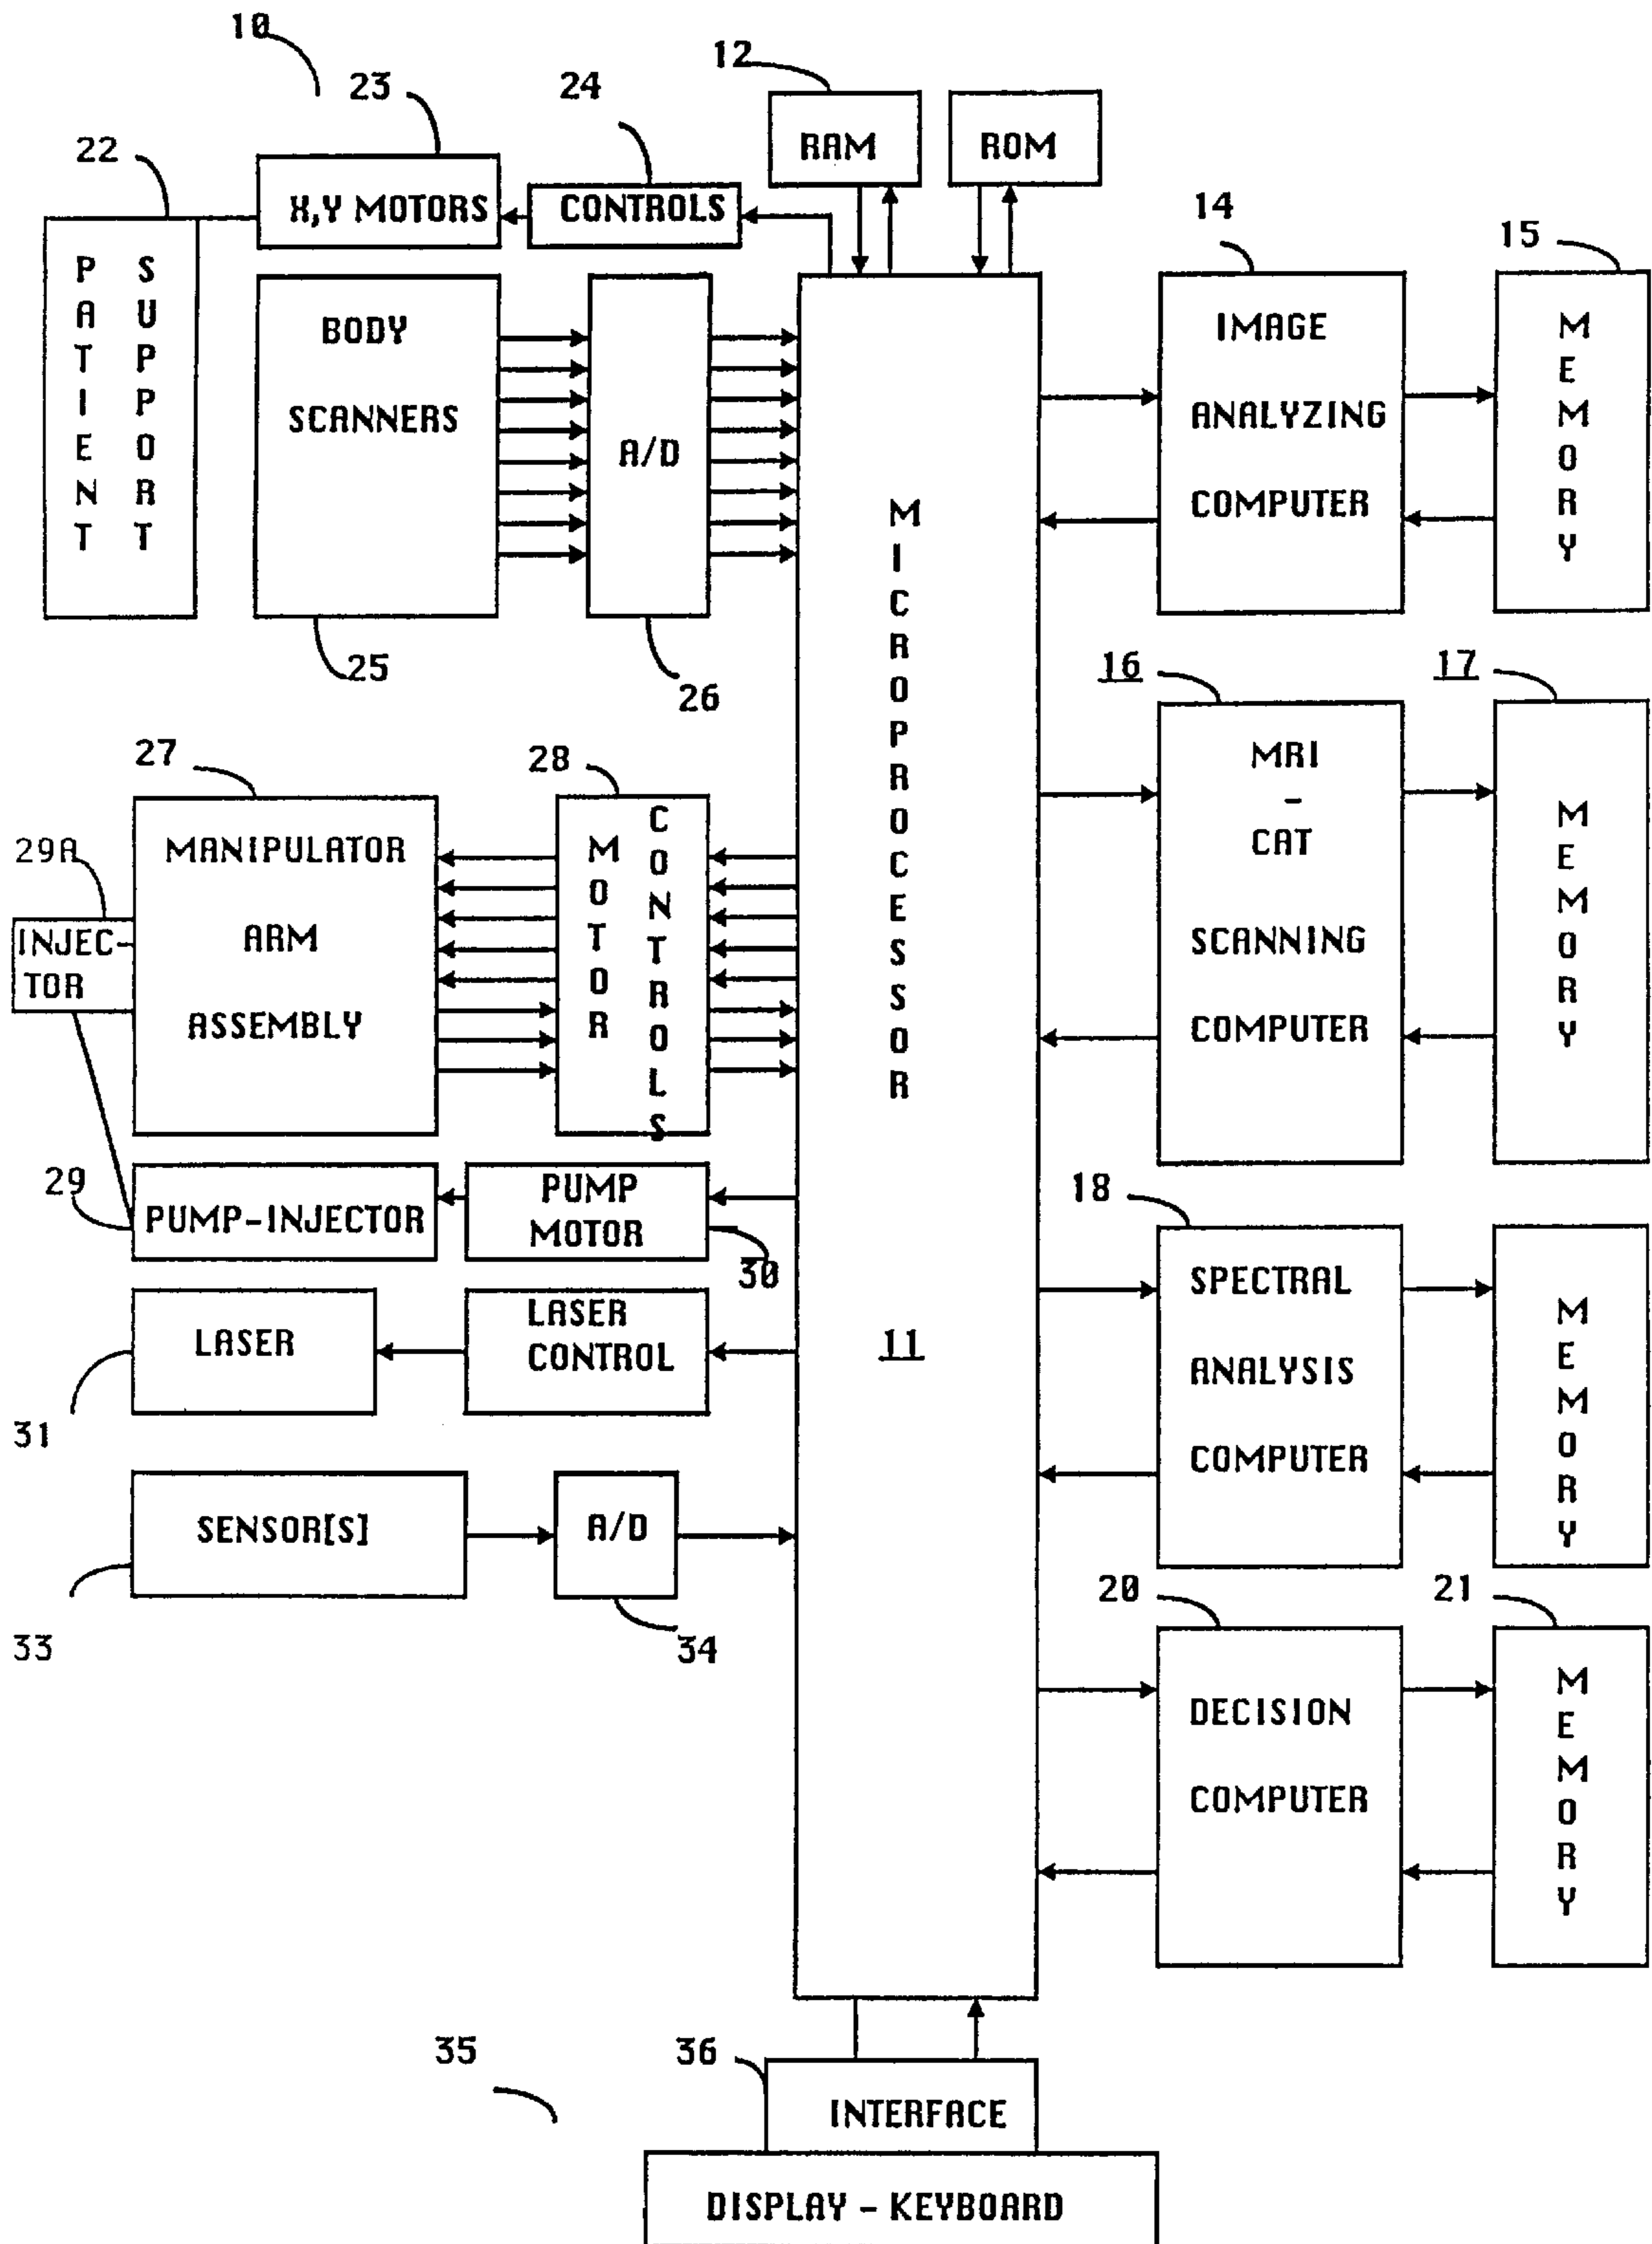 10
12
23
24
RAM
ROM
22
X,Y MOTORS
CONTROLS
14
15
PATIENT
SUPPORT
BODY
SCANNERS
A/D
IMAGE
ANALYZING
COMPUTER
MEMORY
25
26
MICROPROCESSOR
11
16
17
MRI
-
CAT
SCANNING
COMPUTER
MEMORY
27
28
29A
MANIPULATOR
ARM
ASSEMBLY
MOTOR
CONTROLS
INJEC-
TOR
29
PUMP-INJECTOR
PUMP
MOTOR
30
18
SPECTRAL
ANALYSIS
COMPUTER
MEMORY
LASER
LASER
CONTROL
31
SENSOR[S]
A/D
33
34
20
21
DECISION
COMPUTER
MEMORY
35
36
INTERFACE
DISPLAY - KEYBOARD